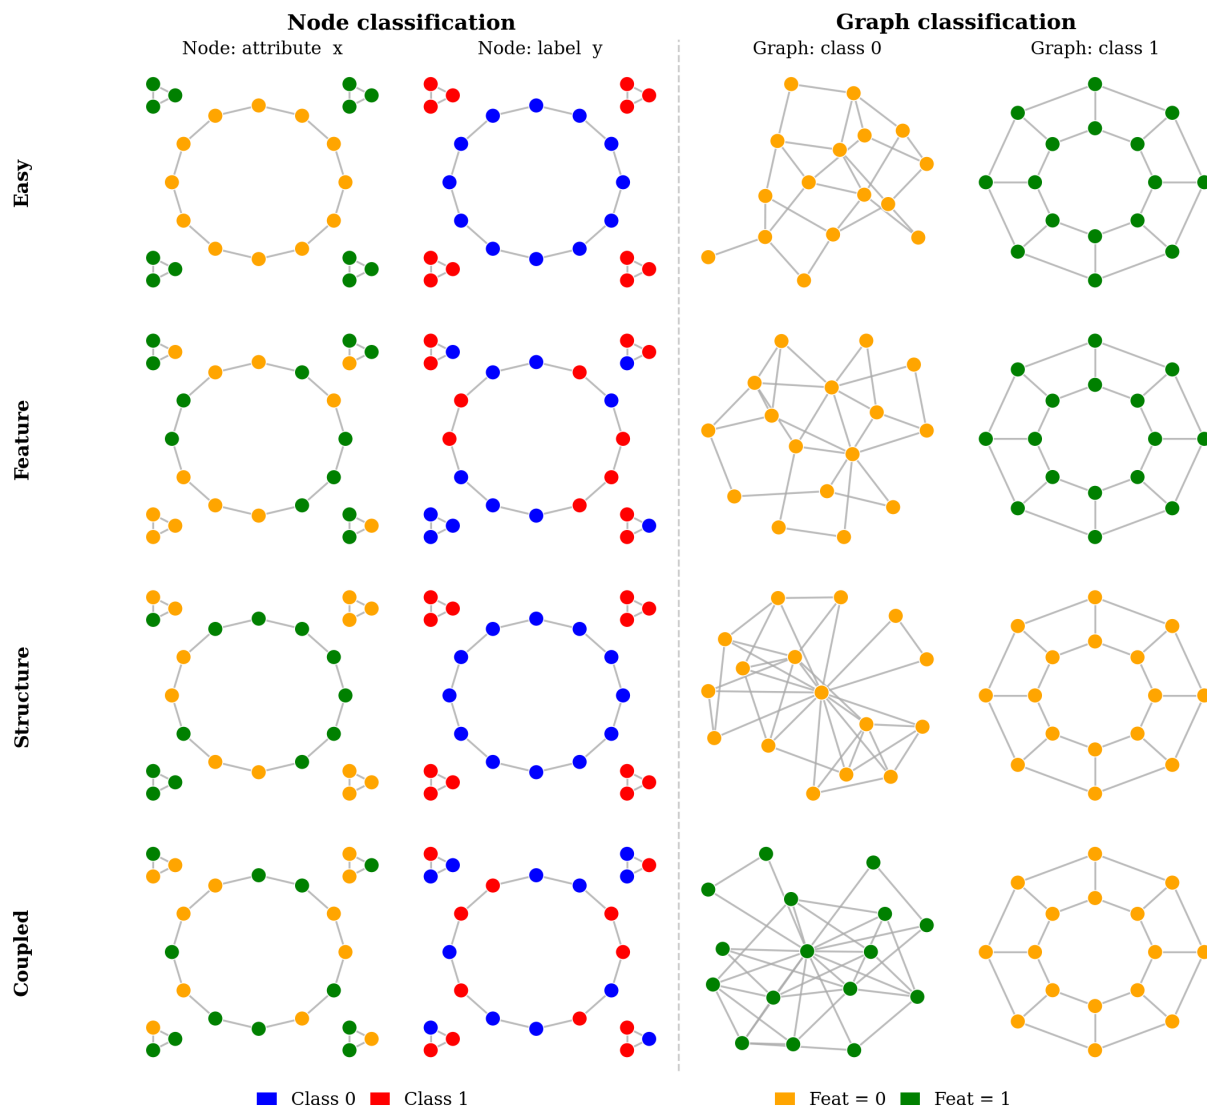 Node classification
Graph classification
Node: attribute  x
Node: label  y
Graph: class 0
Graph: class 1
Easy
Feature
Structure
Coupled
Class 0
Class 1
Feat = 0
Feat = 1